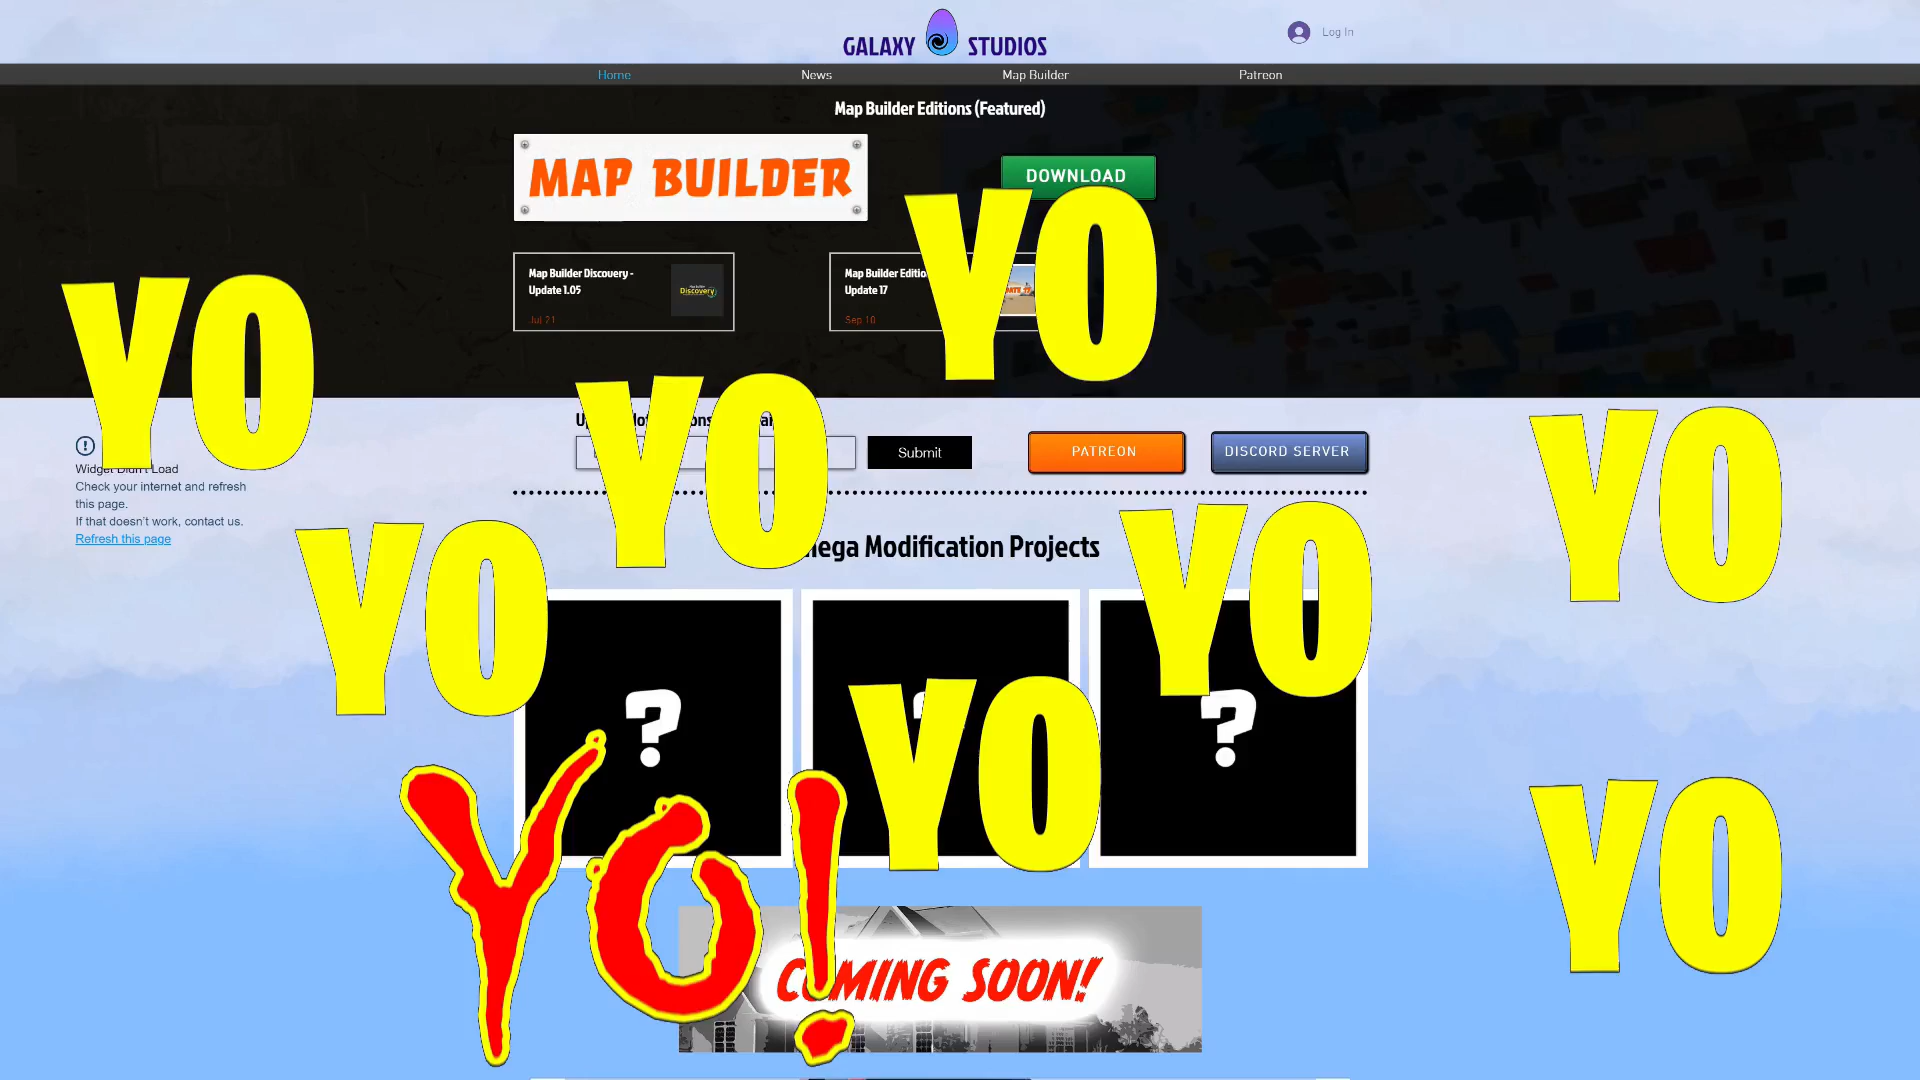 GALAXY STUDIOS
Log In
Home
News
Map Builder
Patreon
Map Builder Editions (Featured)
MAP BUILDER
DOWNLOAD
YO
Map Builder Discovery -
Update 1.05
Jul 21
Map Builder
Update 17
Sep 10
YO
YO
YO
Submit
PATREON
DISCORD SERVER
Widget Didn't Load
Check your internet and refresh
this page.
If that doesn't work, contact us.
Refresh this page
YO
YO
Modification Projects
YO
?
?
YO
YO
YO!
COMING SOON!